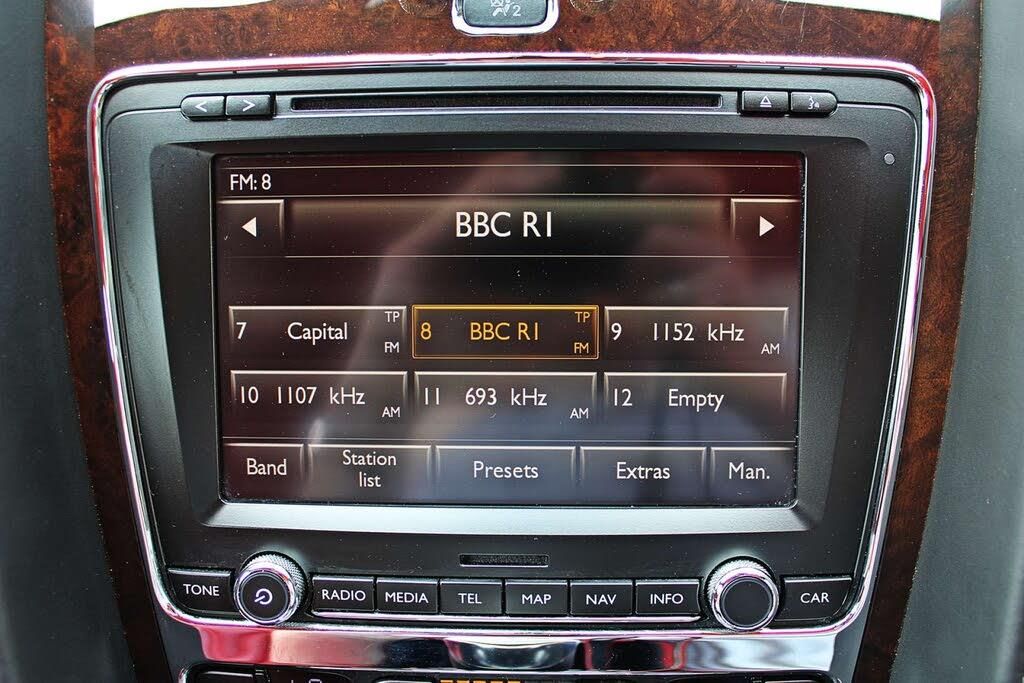 2
< >
FM: 8
BBC R1
7 Capital TP FM
8 BBC R1 TP FM
9 1152 kHz AM
10 1107 kHz AM
11 693 kHz AM
12 Empty
Band Station list Presets Extras Man.
TONE RADIO MEDIA TEL MAP NAV INFO CAR